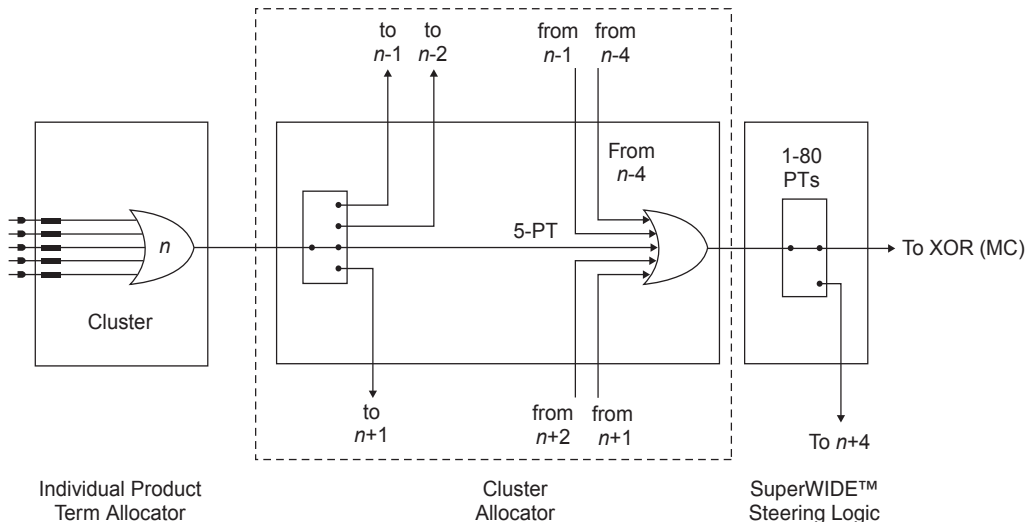 to
n-1
to
n-2
from
n-1
from
n-4
From
n-4
1-80
PTs
n
5-PT
To XOR (MC)
Cluster
to
n+1
from
n+2
from
n+1
To n+4
Individual Product
Term Allocator
Cluster
Allocator
SuperWIDE™
Steering Logic